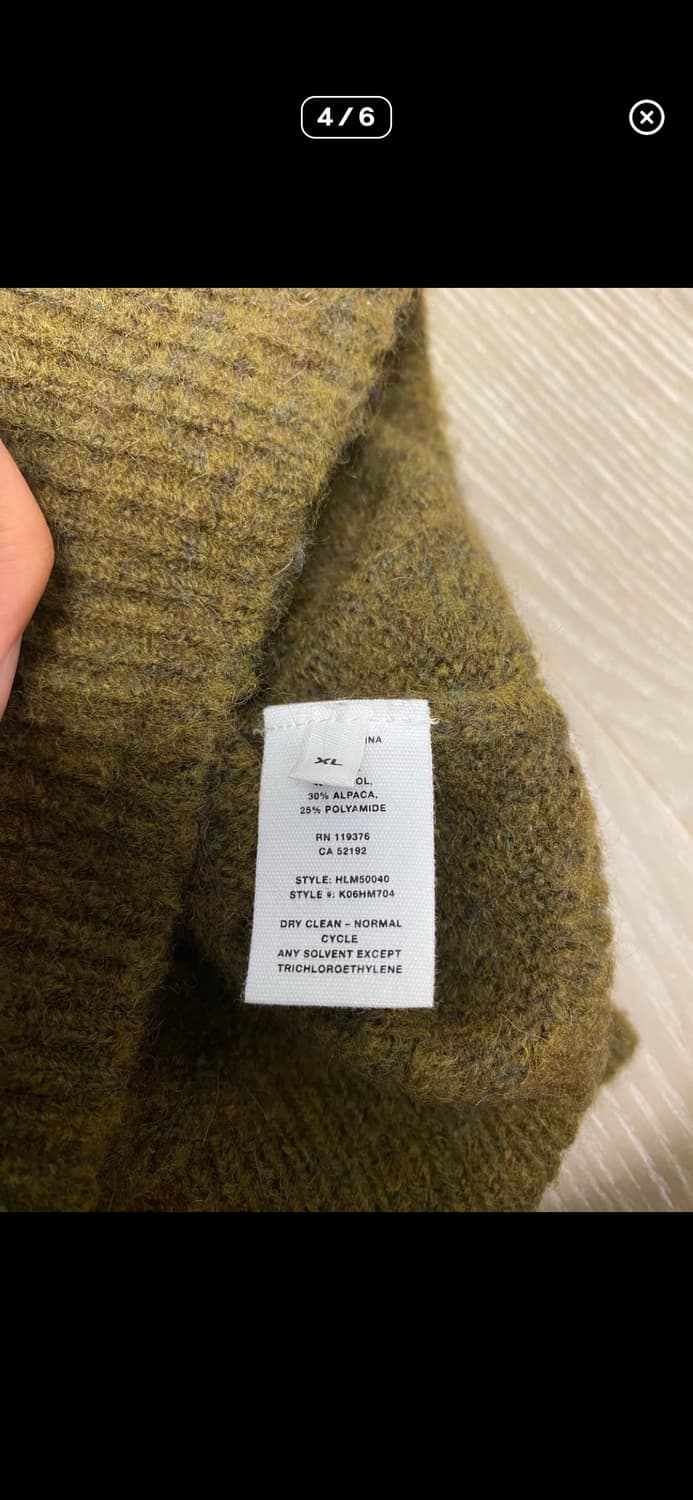 4/6
XL
30% ALPACA,
25% POLYAMIDE
RN 119376
CA 52192
STYLE: HLM50040
STYLE #: K06HM704
DRY CLEAN – NORMAL
CYCLE
ANY SOLVENT EXCEPT
TRICHLOROETHYLENE